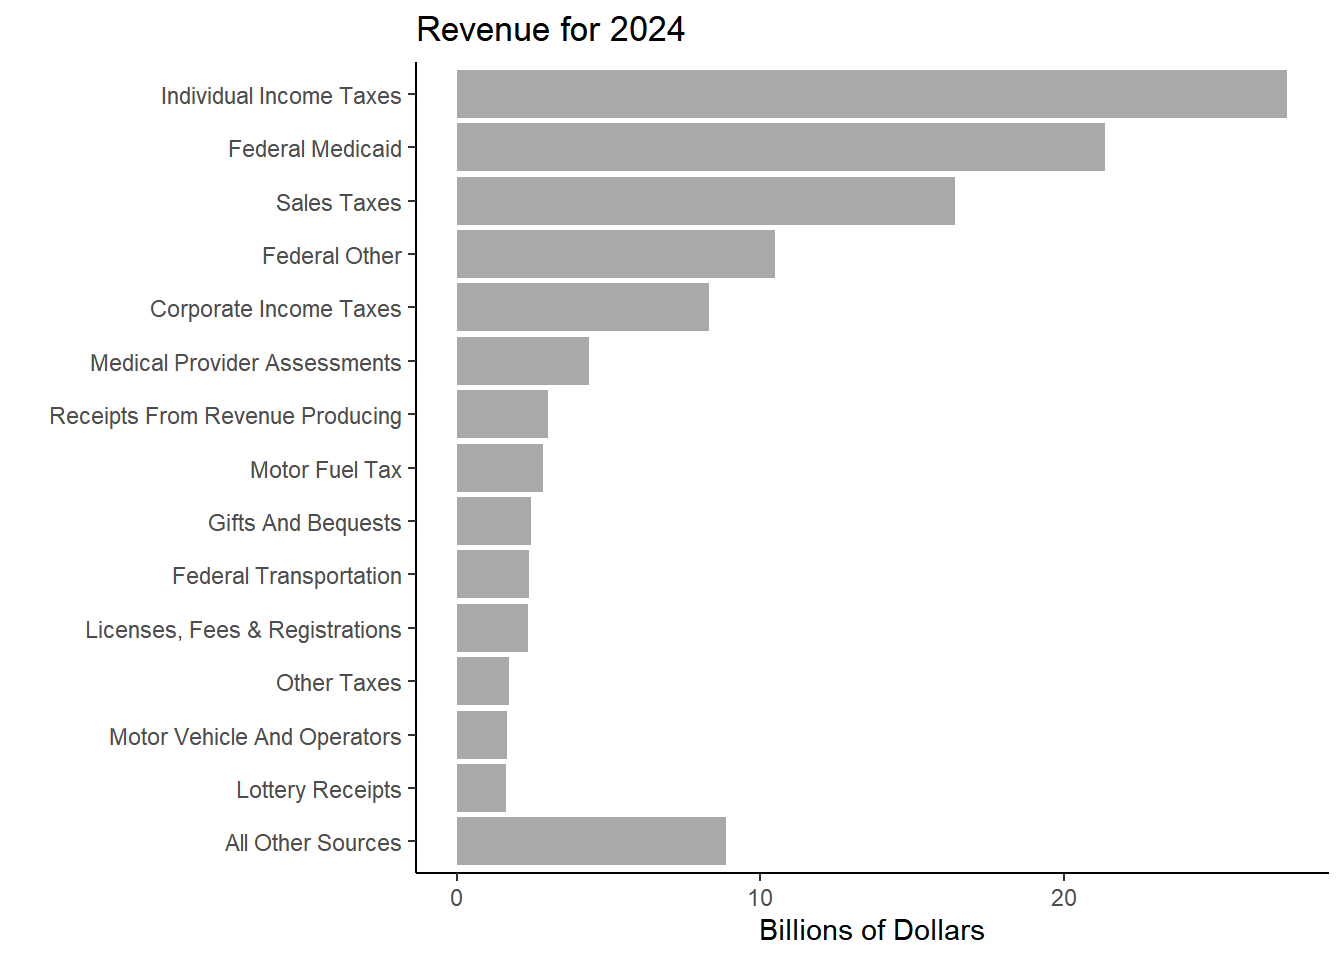 Revenue for 2024
Individual Income Taxes
Federal Medicaid
Sales Taxes
Federal Other
Corporate Income Taxes
Medical Provider Assessments
Receipts From Revenue Producing
Motor Fuel Tax
Gifts And Bequests
Federal Transportation
Licenses, Fees & Registrations
Other Taxes
Motor Vehicle And Operators
Lottery Receipts
All Other Sources
0 10 20
Billions of Dollars